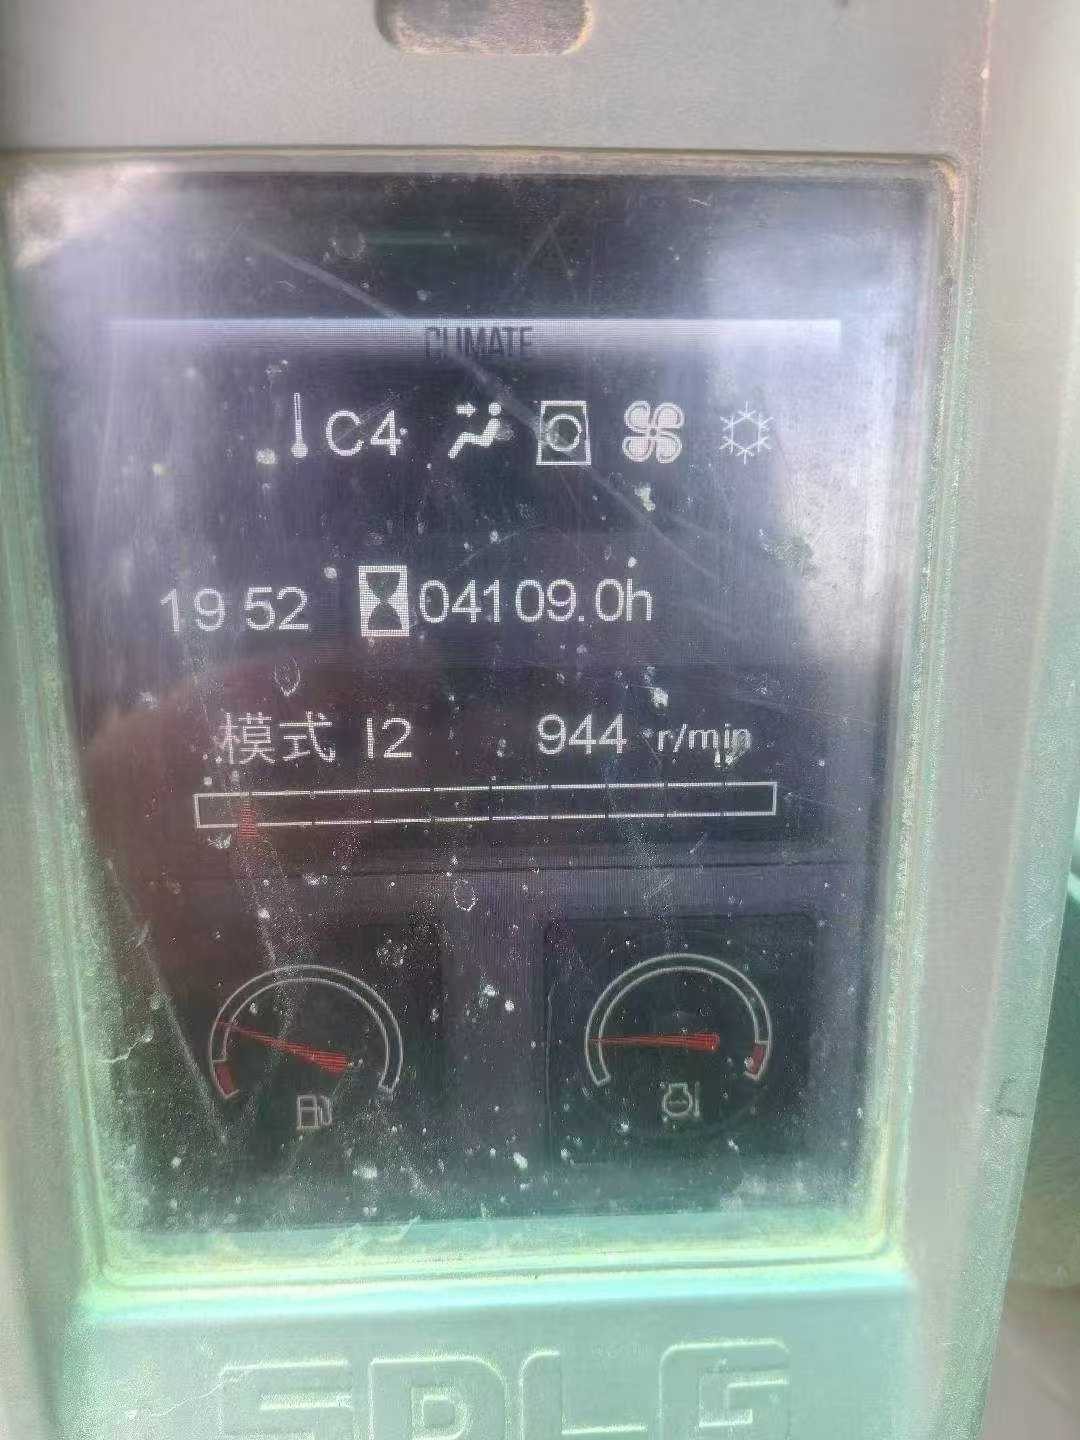 CLIMATE
C4
19 52 04109.0h
模式 I2 944 r/min
SDLG